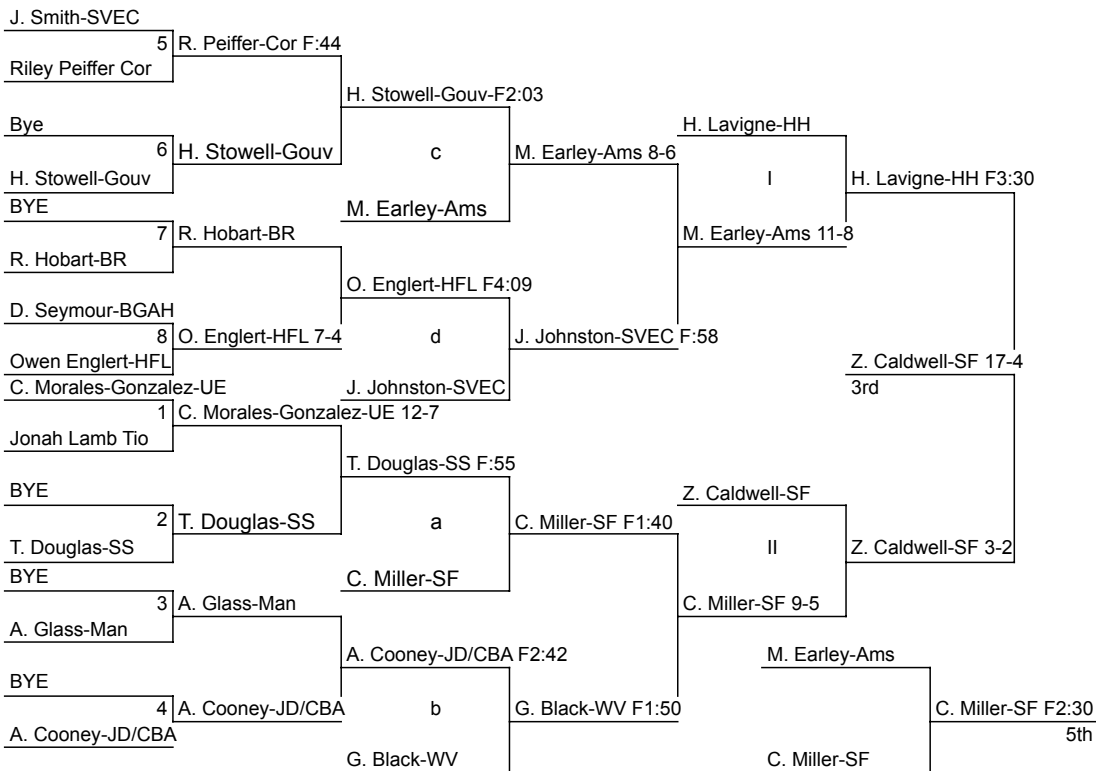 J. Smith-SVEC
5 R. Peiffer-Cor F:44
Riley Peiffer Cor
H. Stowell-Gouv-F2:03
Bye
H. Lavigne-HH
6 H. Stowell-Gouv
c
M. Earley-Ams 8-6
H. Stowell-Gouv
I
H. Lavigne-HH F3:30
BYE
M. Earley-Ams
7 R. Hobart-BR
M. Earley-Ams 11-8
R. Hobart-BR
O. Englert-HFL F4:09
D. Seymour-BGAH
8 O. Englert-HFL 7-4
d
J. Johnston-SVEC F:58
Owen Englert-HFL
Z. Caldwell-SF 17-4
C. Morales-Gonzalez-UE
J. Johnston-SVEC
3rd
1 C. Morales-Gonzalez-UE 12-7
Jonah Lamb Tio
T. Douglas-SS F:55
BYE
Z. Caldwell-SF
2 T. Douglas-SS
a
C. Miller-SF F1:40
T. Douglas-SS
II
Z. Caldwell-SF 3-2
BYE
C. Miller-SF
3 A. Glass-Man
C. Miller-SF 9-5
A. Glass-Man
A. Cooney-JD/CBA F2:42
M. Earley-Ams
BYE
4 A. Cooney-JD/CBA
b
G. Black-WV F1:50
C. Miller-SF F2:30
A. Cooney-JD/CBA
5th
G. Black-WV
C. Miller-SF